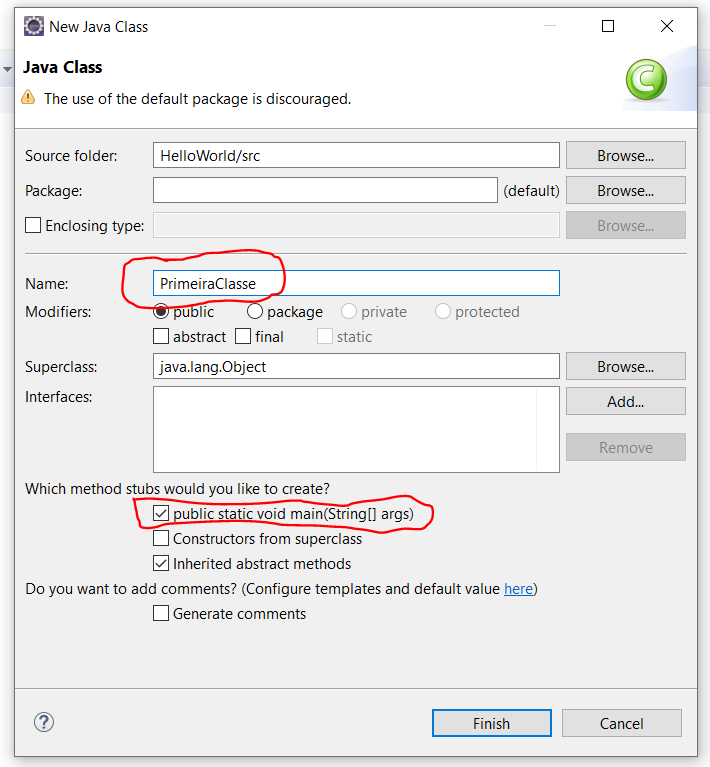 New Java Class
Java Class
The use of the default package is discouraged.
Source folder: HelloWorld/src Browse...
Package: (default) Browse...
Enclosing type: Browse...
Name: PrimeiraClasse
Modifiers: public package private protected
abstract final static
Superclass: java.lang.Object Browse...
Interfaces: Add...
Remove
Which method stubs would you like to create?
public static void main(String[] args)
Constructors from superclass
Inherited abstract methods
Do you want to add comments? (Configure templates and default value here)
Generate comments
? Finish Cancel